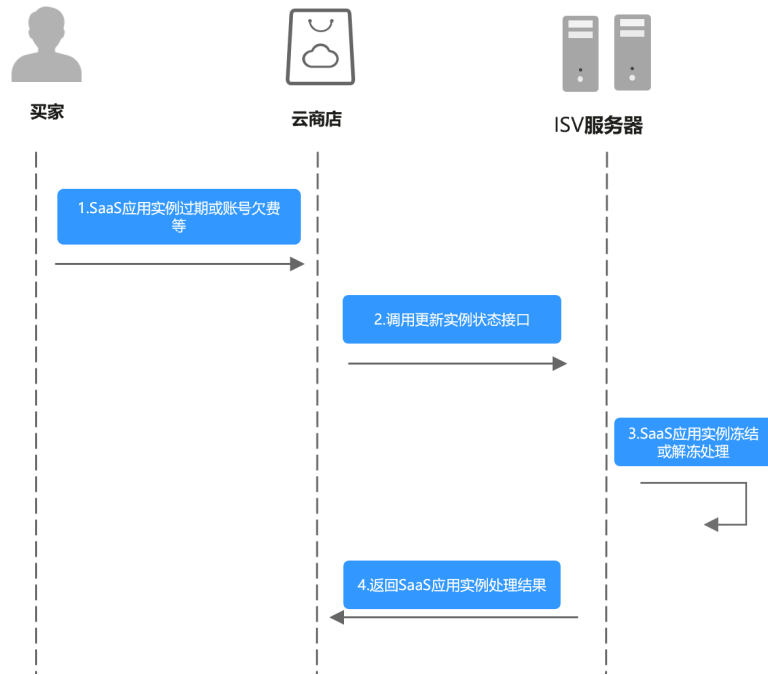 买家
云商店
ISV服务器
1.SaaS应用实例过期或账号欠费
等
2.调用更新实例状态接口
3.SaaS应用实例冻结
或解冻处理
4.返回SaaS应用实例处理结果